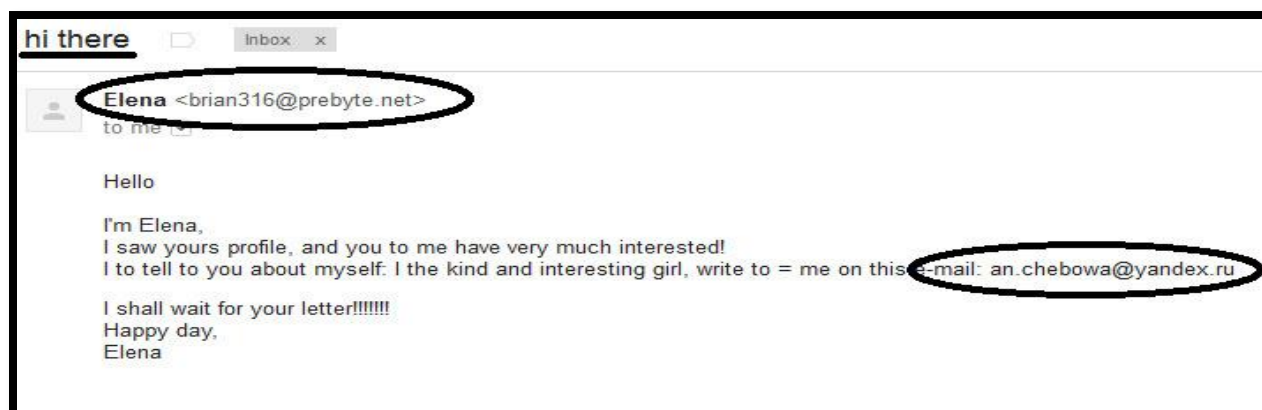 hi there Inbox x
Elena <brian316@prebyte.net>
to me
Hello
I'm Elena,
I saw yours profile, and you to me have very much interested!
I to tell to you about myself: I the kind and interesting girl, write to = me on this e-mail: an.chebowa@yandex.ru
I shall wait for your letter!!!!!!!
Happy day,
Elena